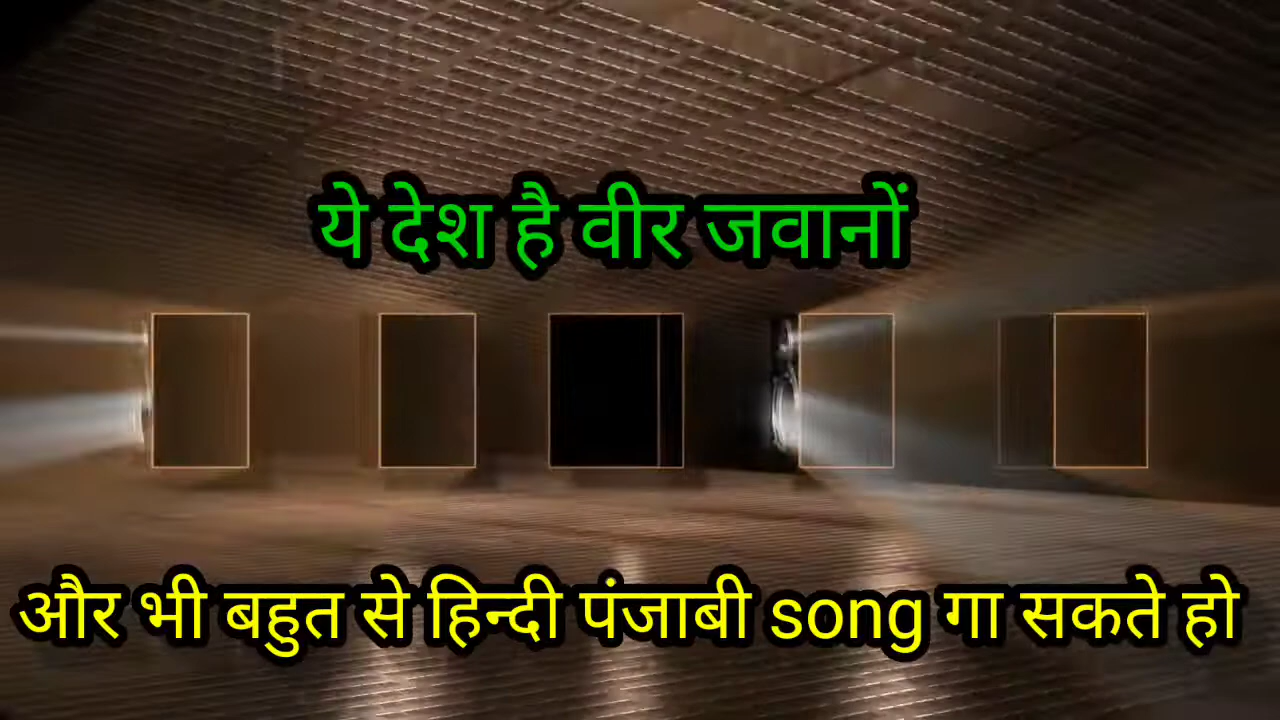 ये देश है वीर जवानों
और भी बहुत से हिन्दी पंजाबी song गा सकते हो